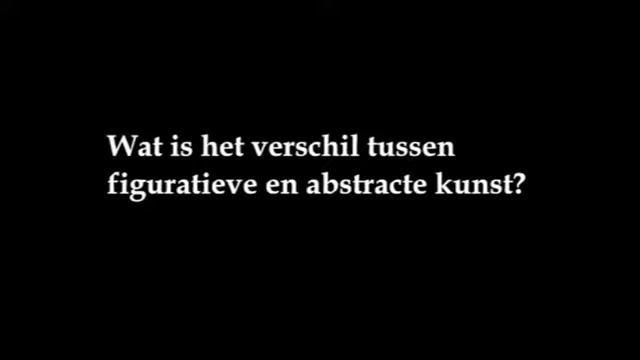 Wat is het verschil tussen
figuratieve en abstracte kunst?